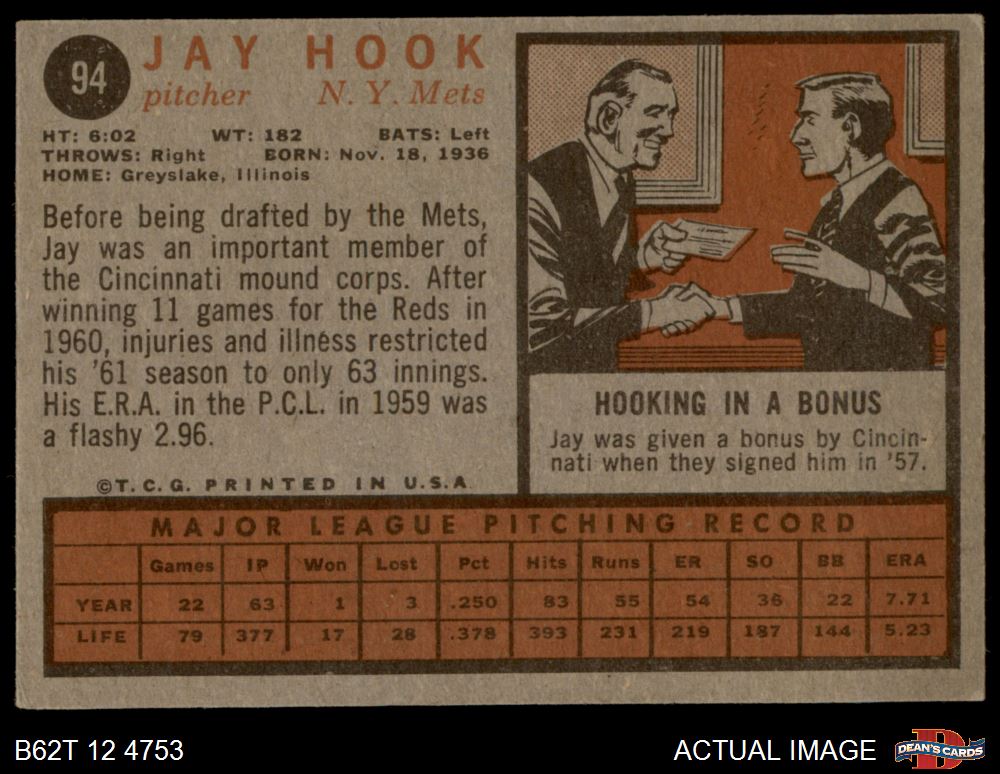 94
JAY HOOK
pitcher N. Y. Mets
HT: 6:02 WT: 182 BATS: Left
THROWS: Right BORN: Nov. 18, 1936
HOME: Greyslake, Illinois
Before being drafted by the Mets,
Jay was an important member of
the Cincinnati mound corps. After
winning 11 games for the Reds in
1960, injuries and illness restricted
his '61 season to only 63 innings.
His E.R.A. in the P.C.L. in 1959 was
a flashy 2.96.
©T. C. G. PRINTED IN U.S.A.
HOOKING IN A BONUS
Jay was given a bonus by Cincin-
nati when they signed him in '57.
MAJOR LEAGUE PITCHING RECORD
Games IP Won Lost Pct Hits Runs ER SO BB ERA
YEAR 22 63 1 3 .250 83 55 54 36 22 7.71
LIFE 79 377 17 28 .378 393 231 219 187 144 5.23
B62T 12 4753
ACTUAL IMAGE
D
DEAN'S CARDS